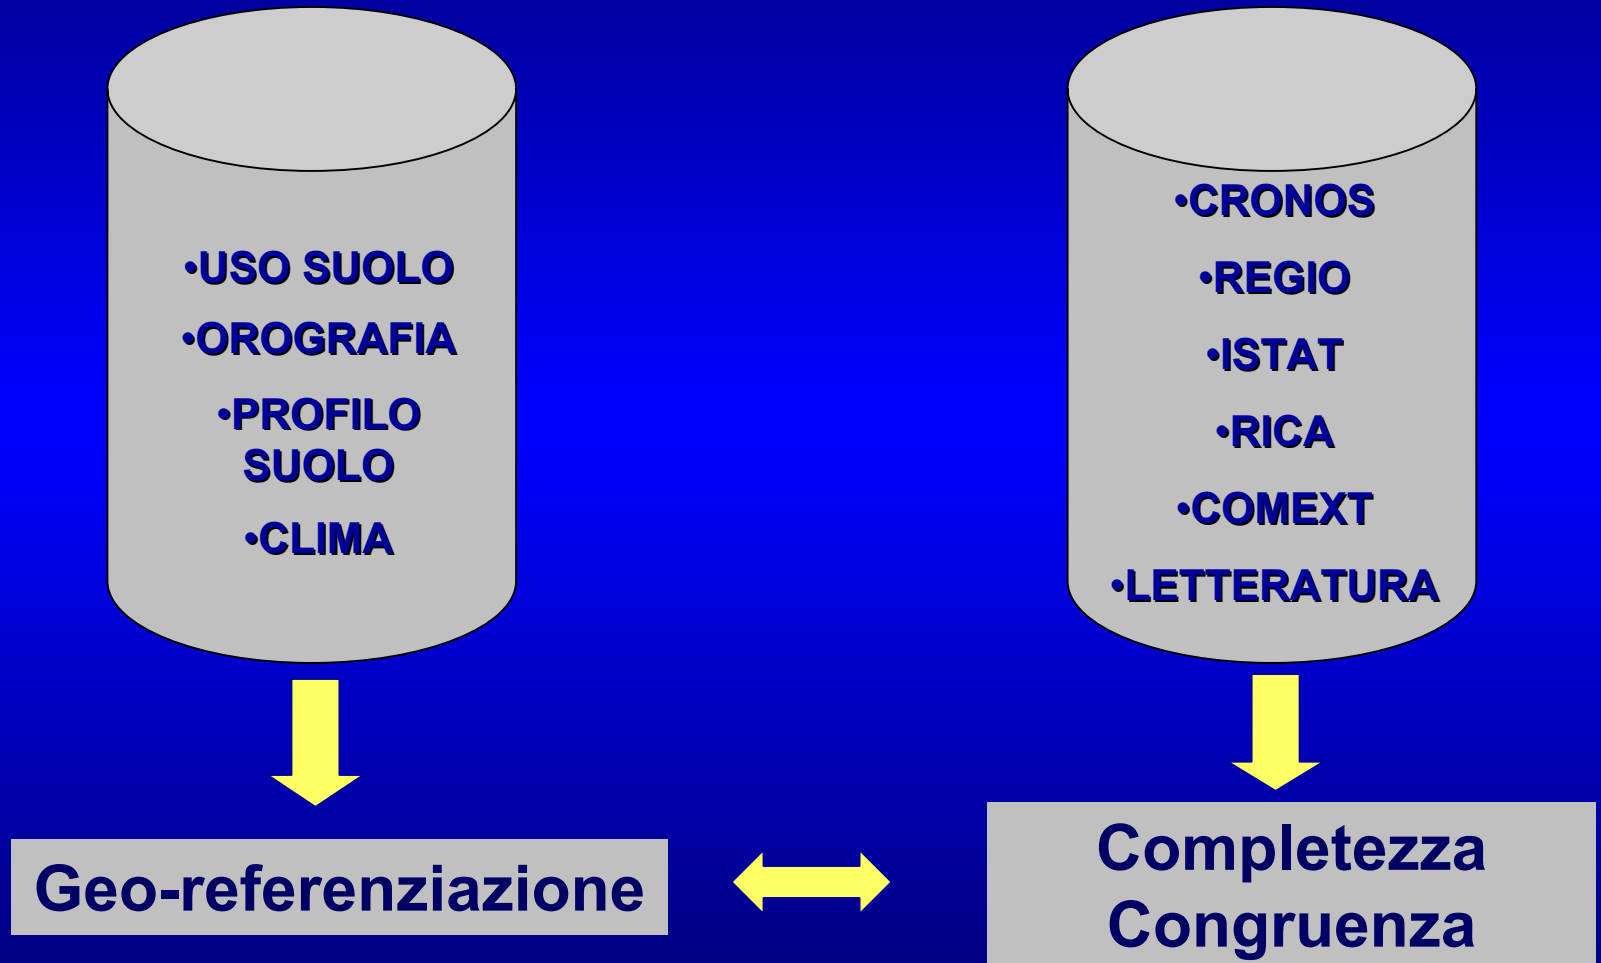 •USO SUOLO
•OROGRAFIA
•PROFILO
SUOLO
•CLIMA
•CRONOS
•REGIO
•ISTAT
•RICA
•COMEXT
•LETTERATURA
Geo-referenziazione
Completezza
Congruenza